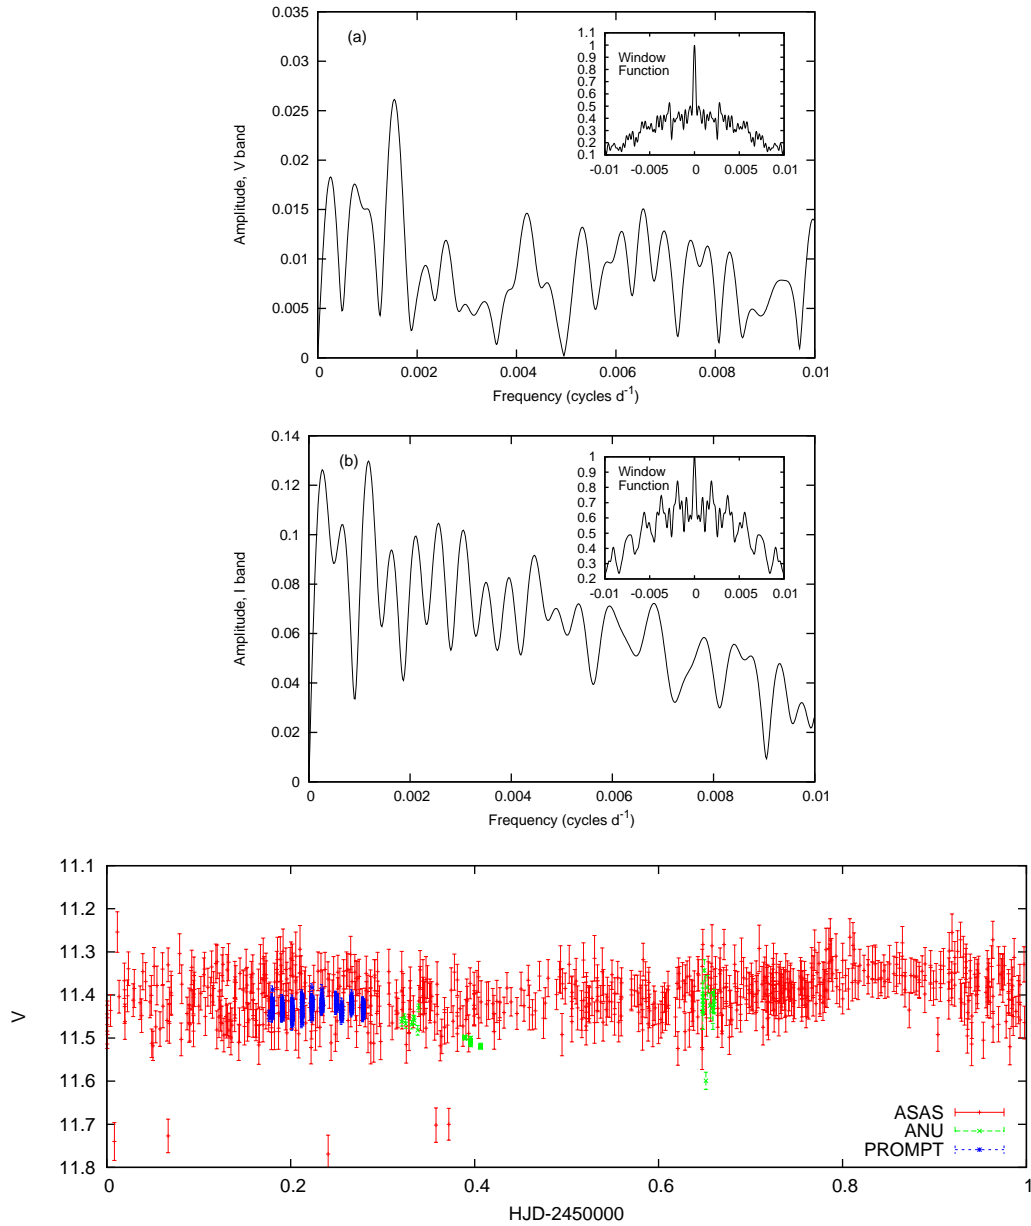 (a)
Amplitude, V band
0.035
0.03
0.025
0.02
0.015
0.01
0.005
0
0 0.002 0.004 0.006 0.008 0.01
Frequency (cycles d-1)
Window
Function
1.1
1
0.9
0.8
0.7
0.6
0.5
0.4
0.3
0.2
0.1
-0.01 -0.005 0 0.005 0.01
(b)
Amplitude, I band
0.14
0.12
0.1
0.08
0.06
0.04
0.02
0
0 0.002 0.004 0.006 0.008 0.01
Frequency (cycles d-1)
Window
Function
1
0.9
0.8
0.7
0.6
0.5
0.4
0.3
0.2
-0.01 -0.005 0 0.005 0.01
V
11.1
11.2
11.3
11.4
11.5
11.6
11.7
11.8
0 0.2 0.4 0.6 0.8 1
HJD-2450000
ASAS
ANU
PROMPT